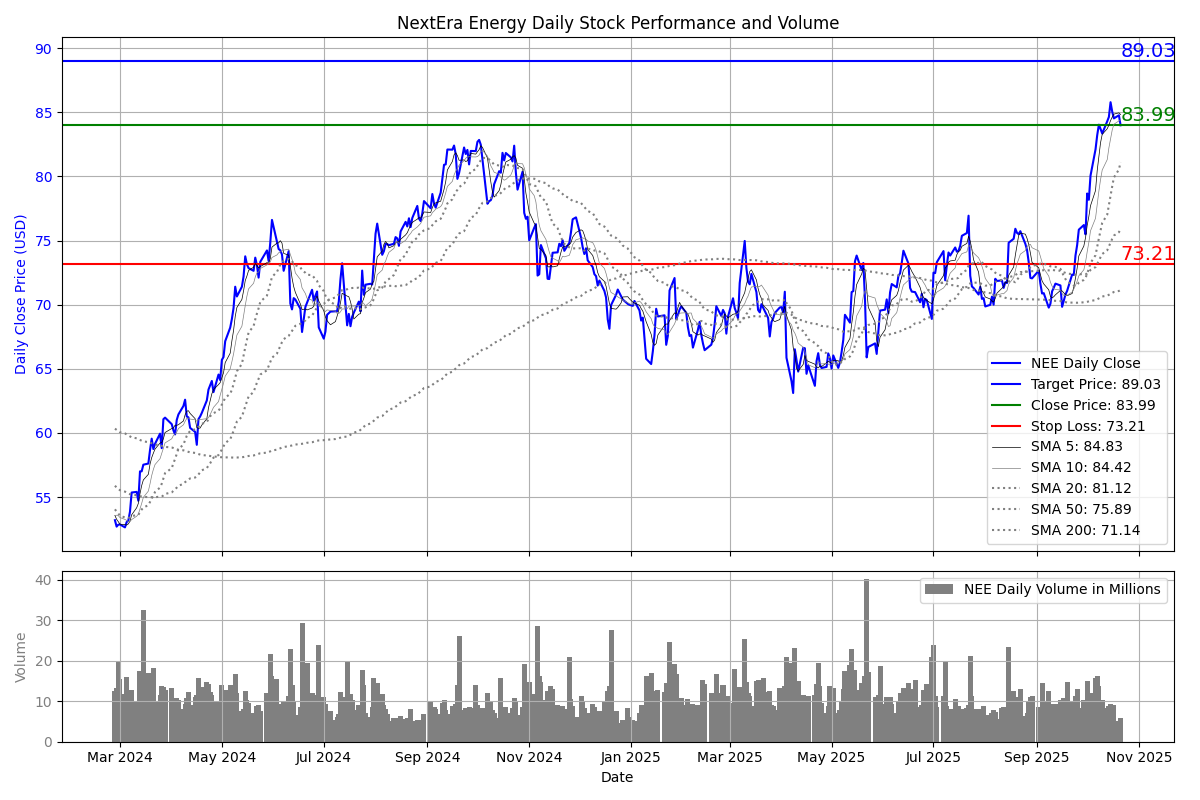 NextEra Energy Daily Stock Performance and Volume
Daily Close Price (USD)
90
85
80
75
70
65
60
55
89.03
83.99
73.21
NEE Daily Close
Target Price: 89.03
Close Price: 83.99
Stop Loss: 73.21
SMA 5: 84.83
SMA 10: 84.42
SMA 20: 81.12
SMA 50: 75.89
SMA 200: 71.14
Volume
40
30
20
10
0
NEE Daily Volume in Millions
Mar 2024 May 2024 Jul 2024 Sep 2024 Nov 2024 Jan 2025 Mar 2025 May 2025 Jul 2025 Sep 2025 Nov 2025
Date